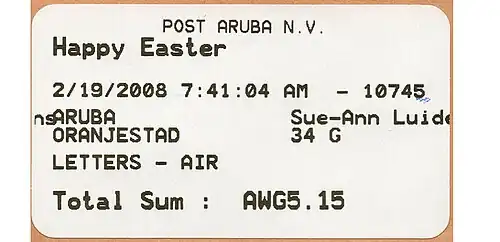 POST ARUBA N.V.
Happy Easter
2/19/2008 7:41:04 AM - 10745
ARUBA Sue-Ann Luide
ORANJESTAD 34 G
LETTERS - AIR
Total Sum : AWG5.15